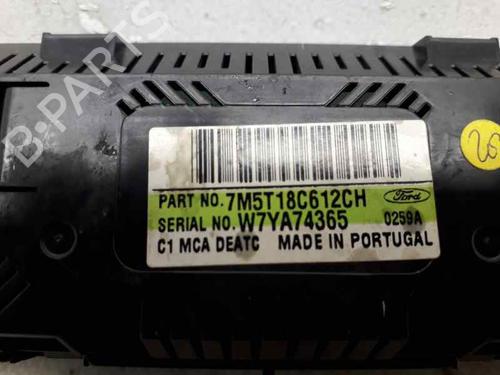 B-PARTS
PART NO. 7M5T18C612CH
Ford
SERIAL NO. W7YA74365 0259A
C1 MCA DEATC MADE IN PORTUGAL